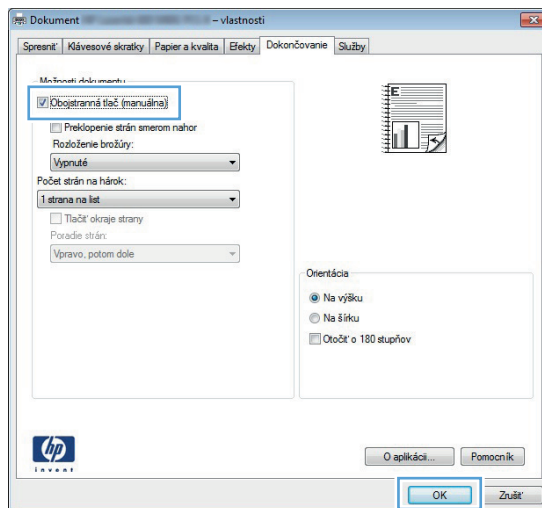 Dokument – vlastnosti
Spresniť Klávesové skratky Papier a kvalita Efekty Dokončovanie Služby
Možnosti dokumentu
Obojstranná tlač (manuálna)
Preklopenie strán smerom nahor
Rozloženie brožúry:
Vypnuté
Počet strán na hárok:
1 strana na list
Tlačiť okraje strany
Poradie strán:
Vpravo, potom dole
E
Orientácia
Na výšku
Na šírku
Otočiť o 180 stupňov
hp
invent
O aplikácii... Pomocník
OK Zrušiť